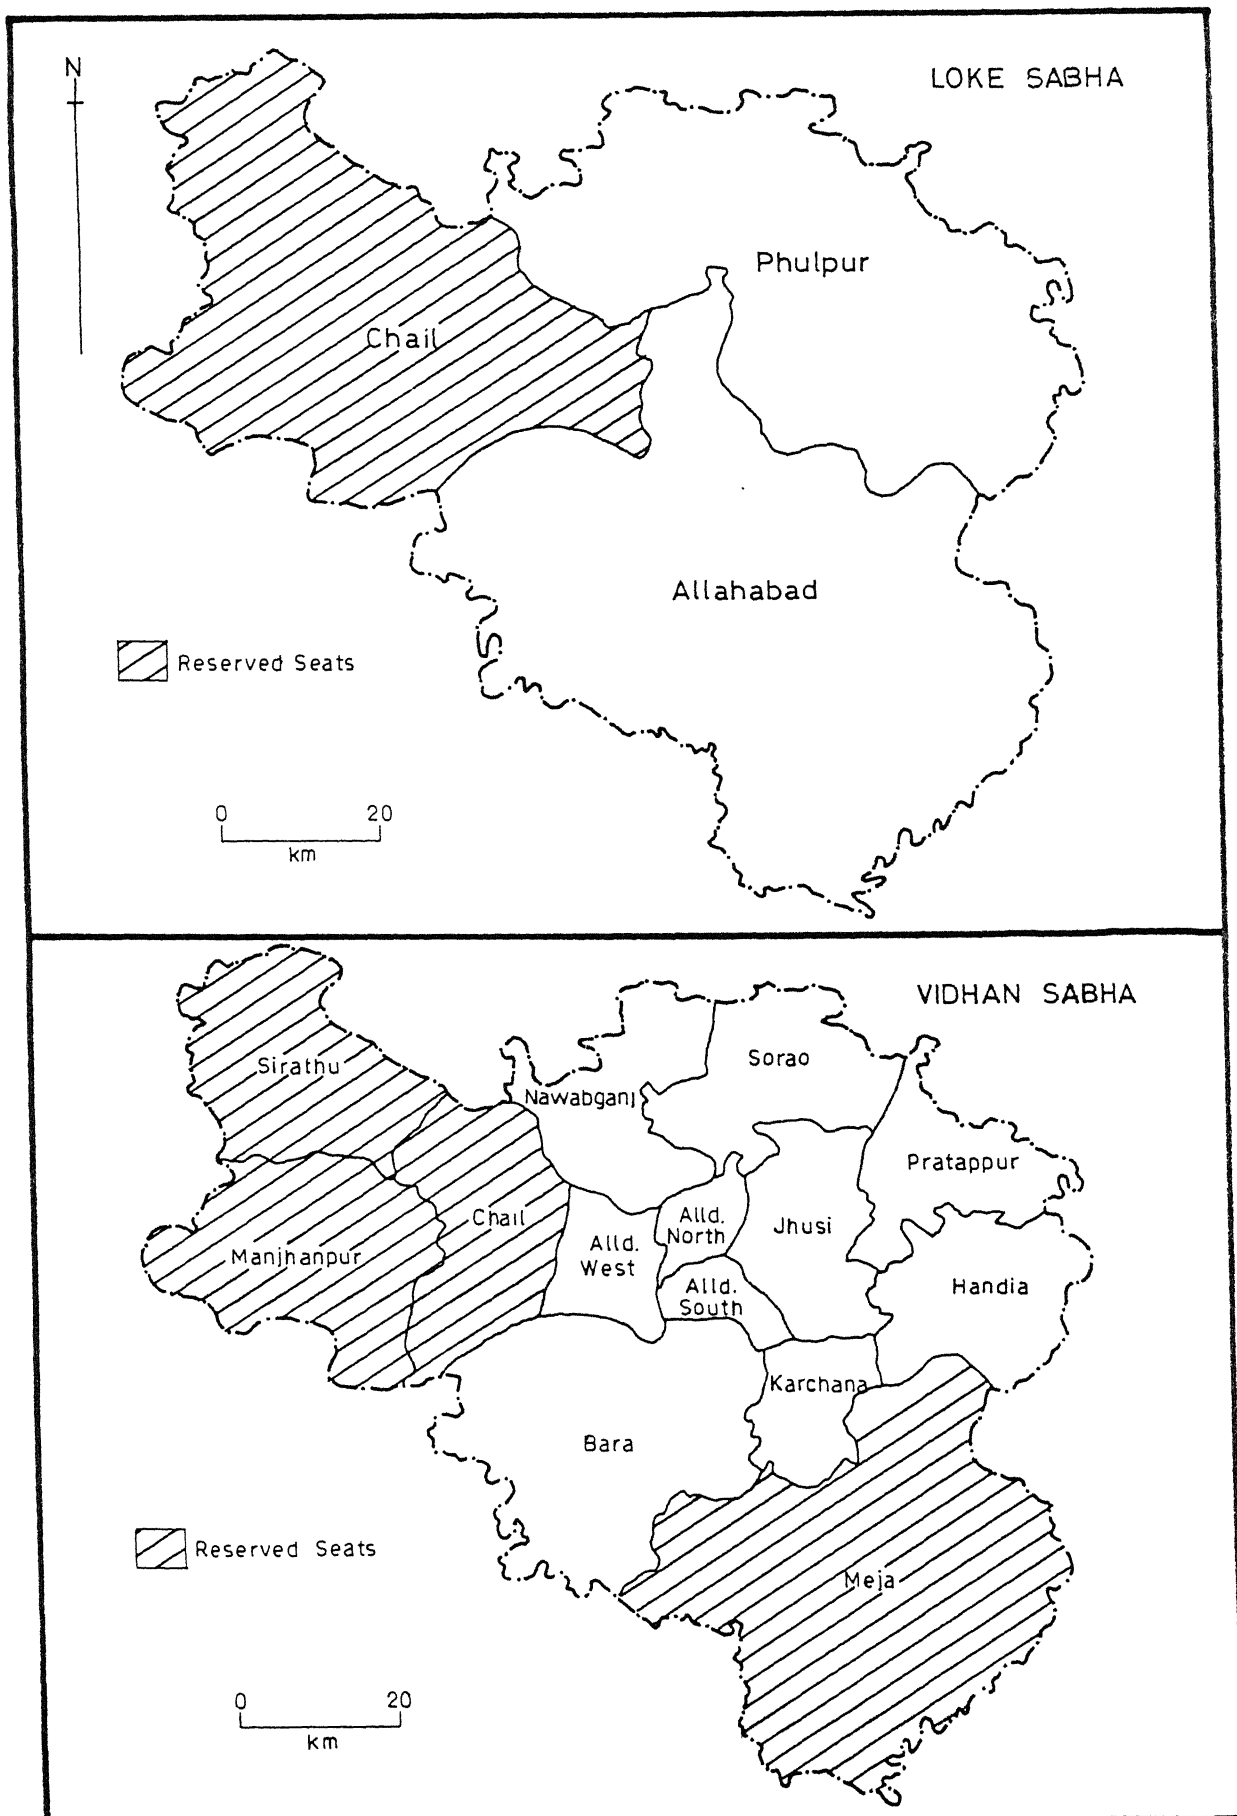 N
LOKE SABHA
Phulpur
Chail
Allahabad
Reserved Seats
0 20
km
VIDHAN SABHA
Sirathu
Sorao
Nawabganj
Pratappur
Chail
Alld.
North
Jhusi
Manjhanpur
Alld.
West
Alld.
South
Handia
Karchana
Bara
Reserved Seats
Meja
0 20
km